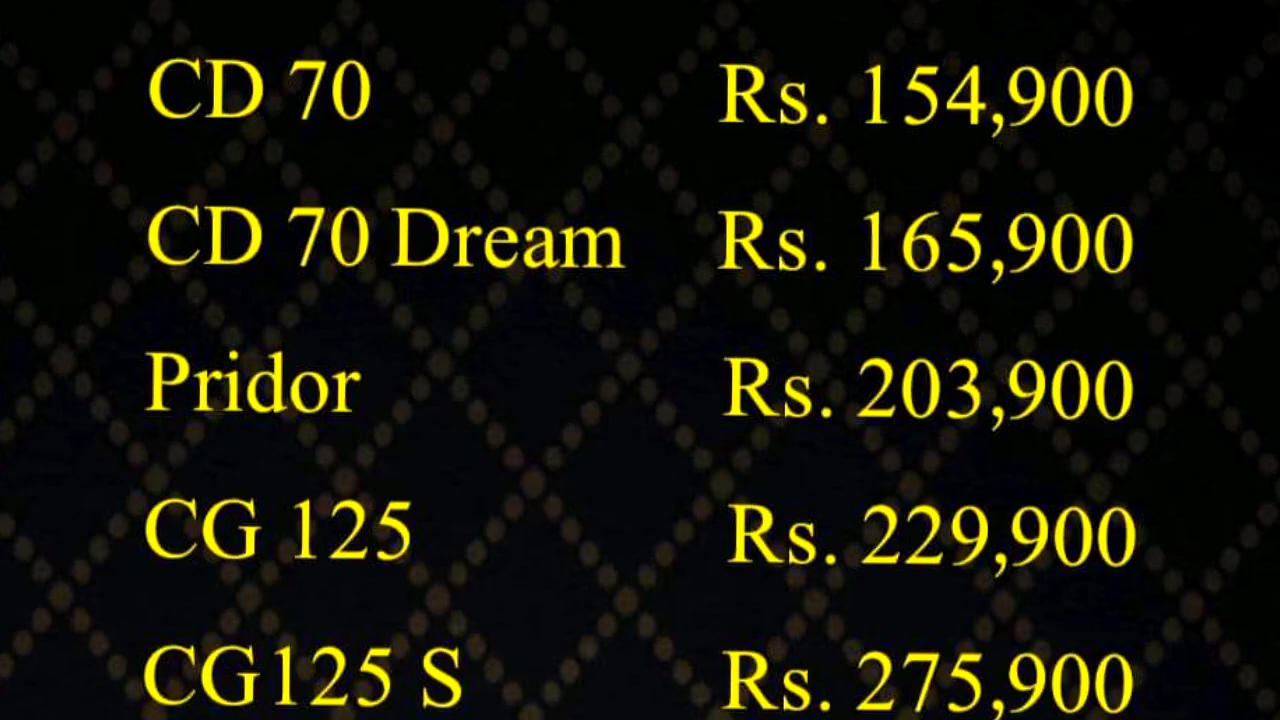 CD 70 Rs. 154,900
CD 70 Dream Rs. 165,900
Pridor Rs. 203,900
CG 125 Rs. 229,900
CG125 S Rs. 275,900